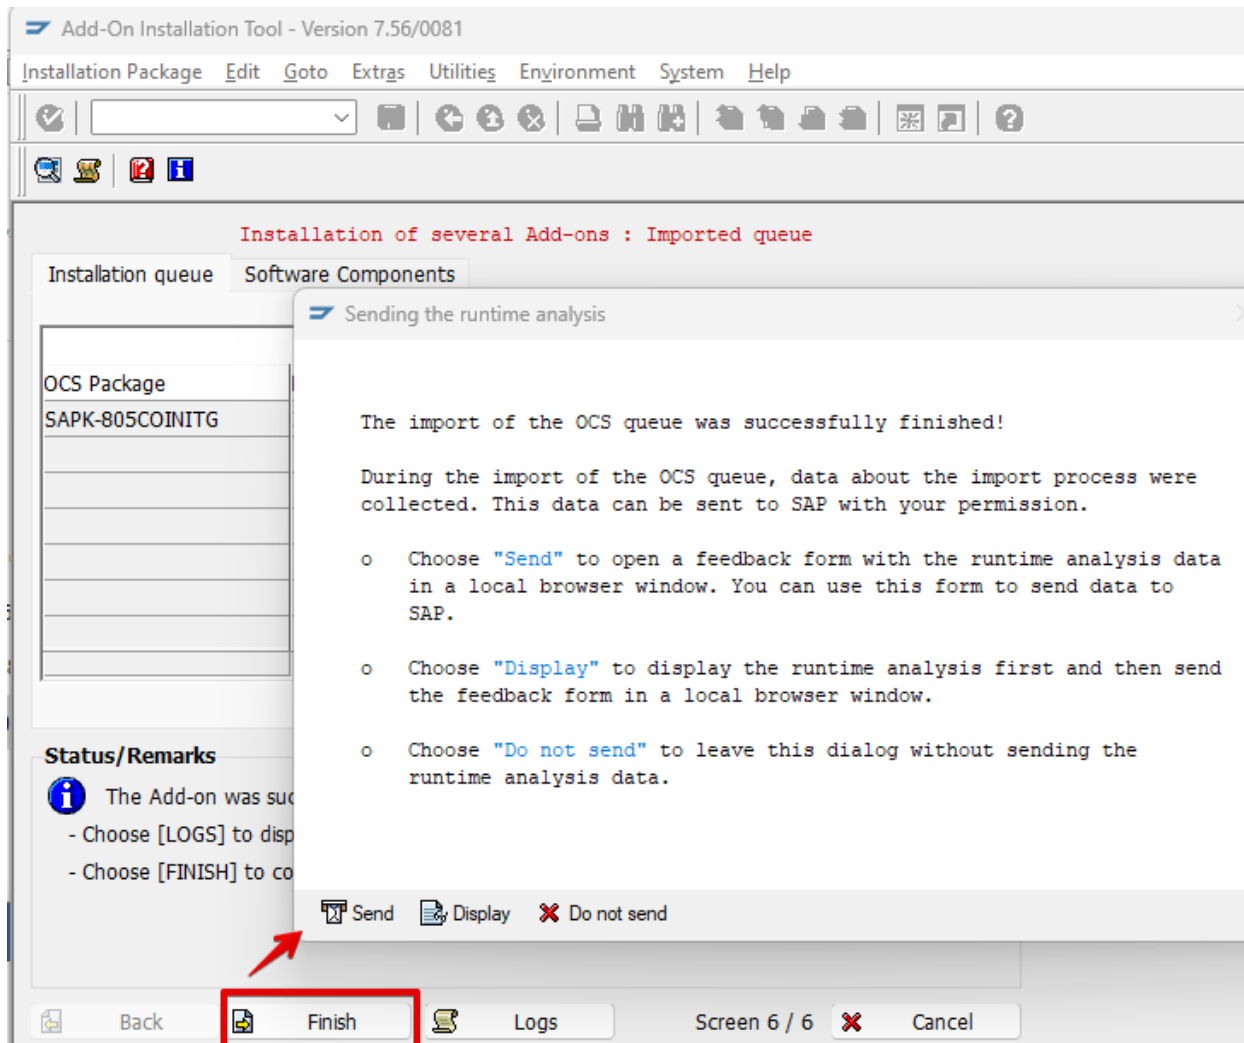 Add-On Installation Tool - Version 7.56/0081
Installation Package Edit Goto Extras Utilities Environment System Help
Installation of several Add-ons : Imported queue
Installation queue Software Components
Sending the runtime analysis
OCS Package
SAPK-805COINITG
The import of the OCS queue was successfully finished!
During the import of the OCS queue, data about the import process were
collected. This data can be sent to SAP with your permission.
o Choose "Send" to open a feedback form with the runtime analysis data
in a local browser window. You can use this form to send data to
SAP.
o Choose "Display" to display the runtime analysis first and then send
the feedback form in a local browser window.
o Choose "Do not send" to leave this dialog without sending the
runtime analysis data.
Status/Remarks
The Add-on was suc
- Choose [LOGS] to disp
- Choose [FINISH] to co
Send Display Do not send
Back Finish Logs Screen 6 / 6 Cancel